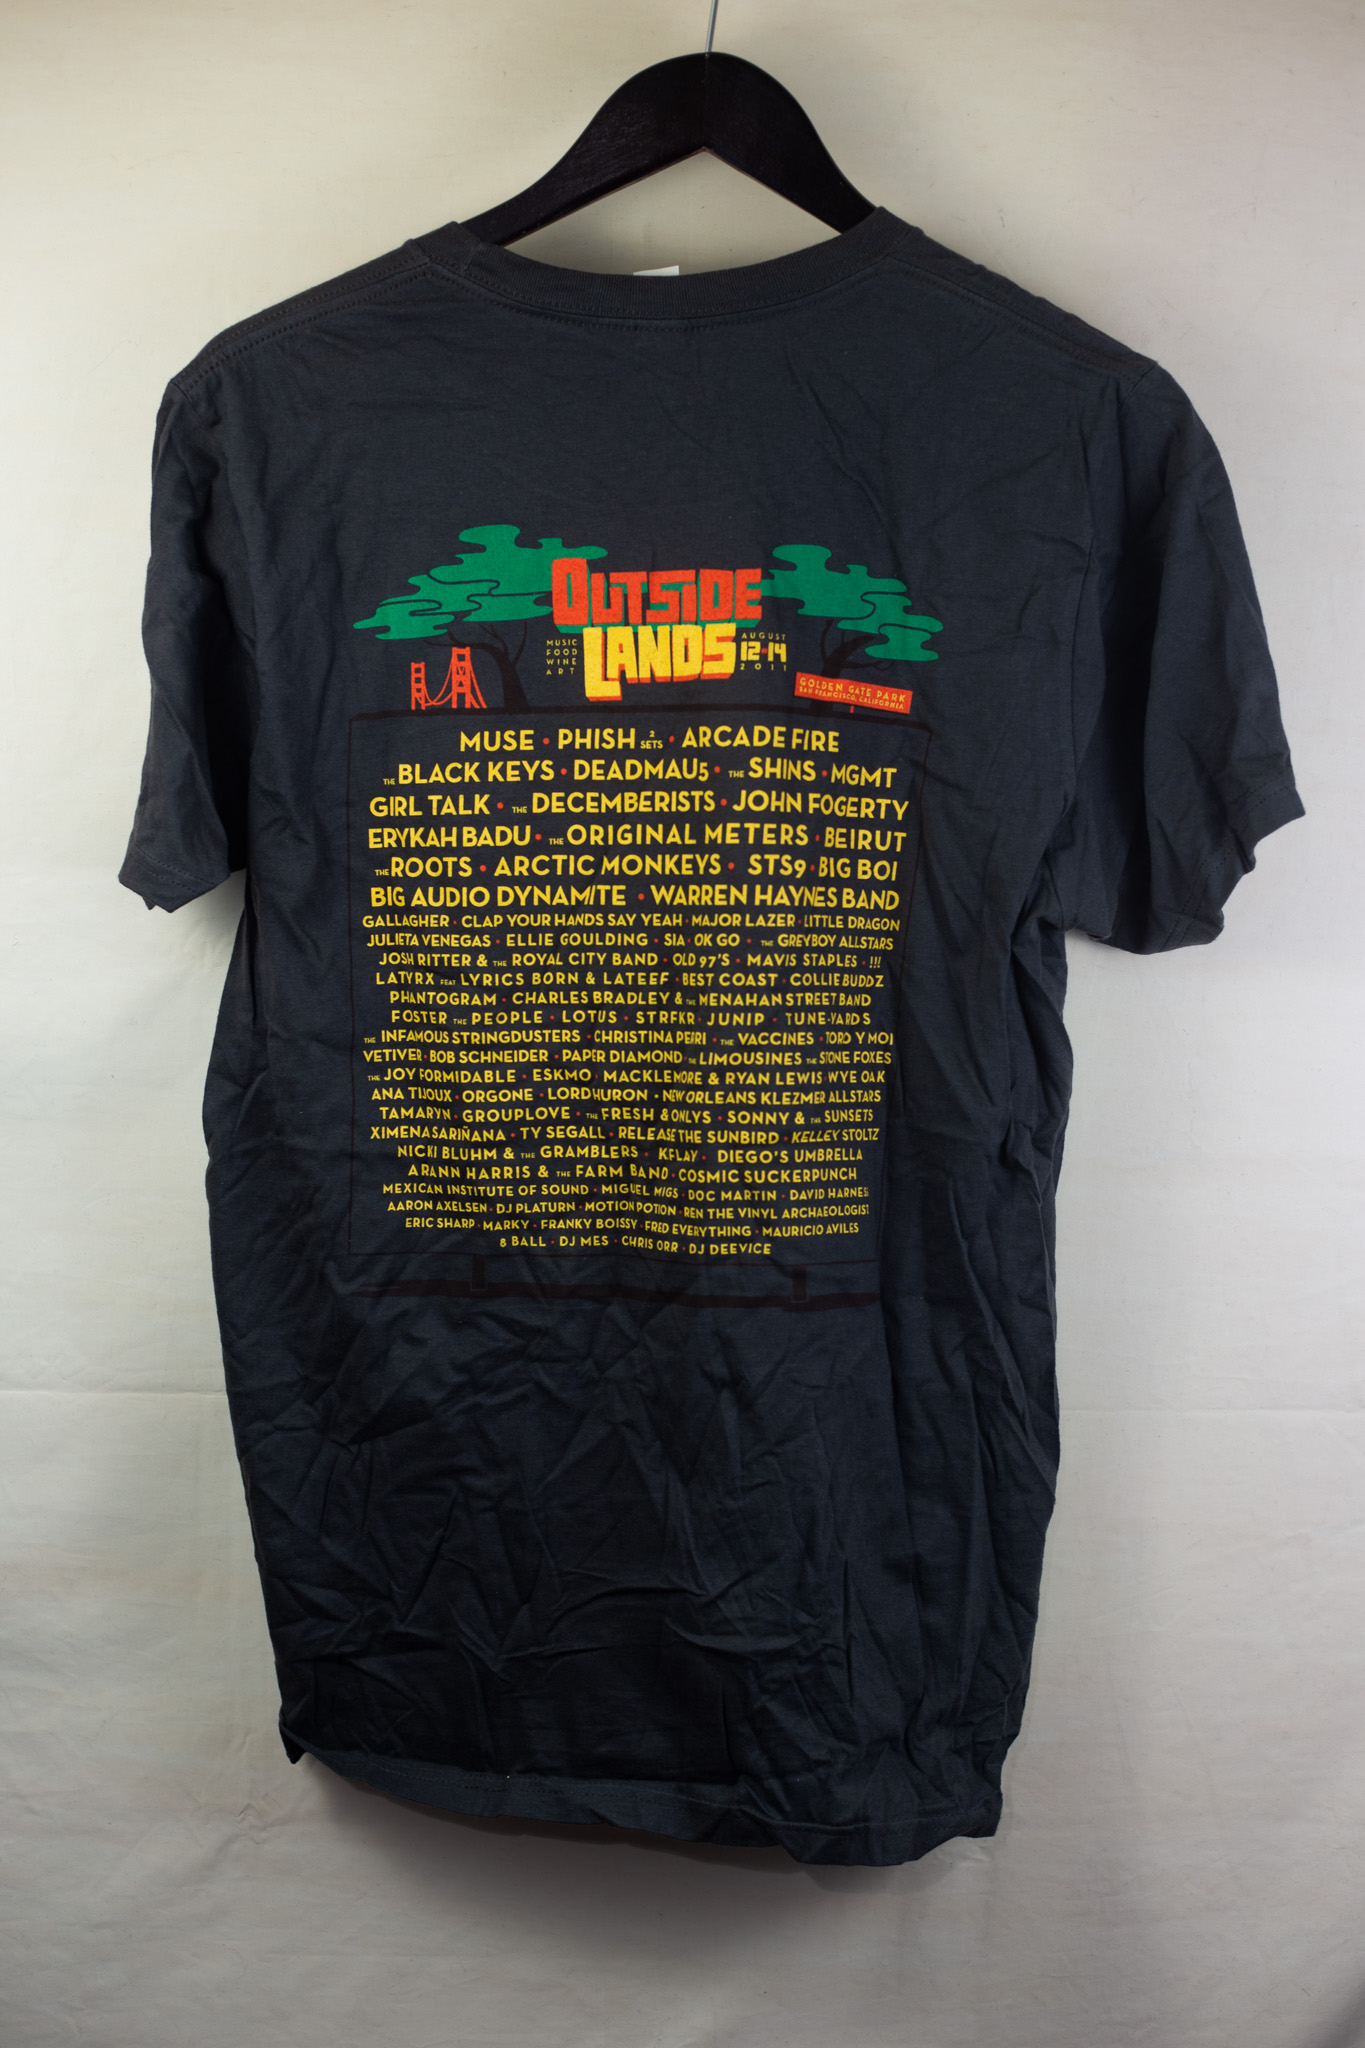 OUTSIDE
LANDS
MUSIC
FOOD
WINE
ART
AUGUST
12-14
2011
GOLDEN GATE PARK
SAN FRANCISCO, CALIFORNIA
MUSE • PHISH 2 SETS • ARCADE FIRE
THE BLACK KEYS • DEADMAU5 • THE SHINS • MGMT
GIRL TALK • THE DECEMBERISTS • JOHN FOGERTY
ERYKAH BADU • THE ORIGINAL METERS • BEIRUT
THE ROOTS • ARCTIC MONKEYS • STS9 • BIG BOI
BIG AUDIO DYNAMITE • WARREN HAYNES BAND
GALLAGHER • CLAP YOUR HANDS SAY YEAH • MAJOR LAZER • LITTLE DRAGON
JULIETA VENEGAS • ELLIE GOULDING • SIA • OK GO • THE GREYBOY ALLSTARS
JOSH RITTER & THE ROYAL CITY BAND • OLD 97'S • MAVIS STAPLES • !!!
LATYRX FEAT LYRICS BORN & LATEEF • BEST COAST • COLLIE BUDDZ
PHANTOGRAM • CHARLES BRADLEY & THE MENAHAN STREET BAND
FOSTER THE PEOPLE • LOTUS • STRFKR • JUNIP • TUNE-YARDS
THE INFAMOUS STRINGDUSTERS • CHRISTINA PERRI • THE VACCINES • TORO Y MOI
VETIVER • BOB SCHNEIDER • PAPER DIAMOND • THE LIMOUSINES • THE STONE FOXES
THE JOY FORMIDABLE • ESKMO • MACKLEMORE & RYAN LEWIS • WYE OAK
ANA TIJOUX • ORGONE • LORD HURON • NEW ORLEANS KLEZMER ALLSTARS
TAMARYN • GROUPLOVE • THE FRESH & ONLYS • SONNY & THE SUNSETS
XIMENA SARIÑANA • TY SEGALL • RELEASE THE SUNBIRD • KELLEY STOLTZ
NICKI BLUHM & THE GRAMBLERS • KFLAY • DIEGO'S UMBRELLA
ARANN HARRIS & THE FARM BAND • COSMIC SUCKERPUNCH
MEXICAN INSTITUTE OF SOUND • MIGUEL MIGS • DOC MARTIN • DAVID HARNESS
AARON AXELSEN • DJ PLATURN • MOTION POTION • REN THE VINYL ARCHAEOLOGIST
ERIC SHARP • MARKY • FRANKY BOISSY • FRED EVERYTHING • MAURICIO AVILES
8 BALL • DJ MES • CHRIS ORR • DJ DEEVICE